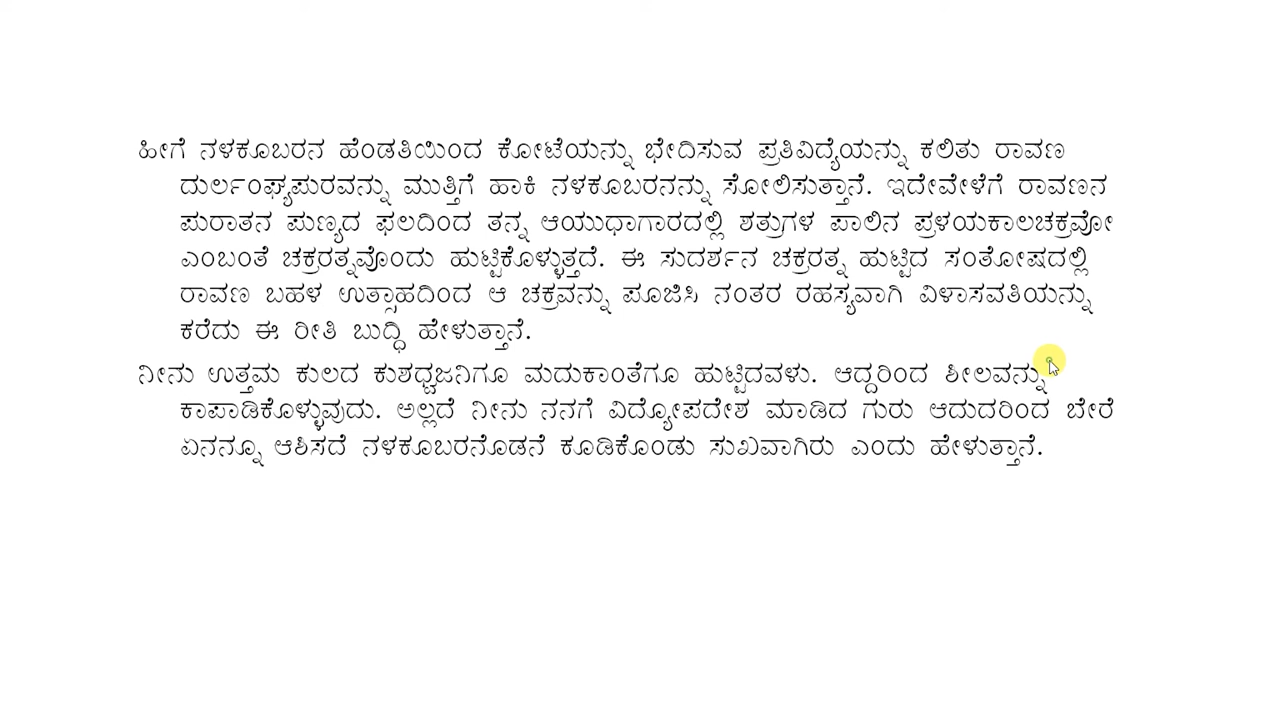 ಹೀಗೆ ನಳಕೂಬರನ ಹೆಂಡತಿಯಿಂದ ಕೋಟೆಯನ್ನು ಭೇದಿಸುವ ಪ್ರತಿವಿದ್ಯೆಯನ್ನು ಕಲಿತು ರಾವಣ
ದುರ್ಲಂಘ್ಯಪುರವನ್ನು ಮುತ್ತಿಗೆ ಹಾಕಿ ನಳಕೂಬರನನ್ನು ಸೋಲಿಸುತ್ತಾನೆ. ಇದೇವೇಳೆಗೆ ರಾವಣನ
ಪುರಾತನ ಪುಣ್ಯದ ಫಲದಿಂದ ತನ್ನ ಆಯುಧಾಗಾರದಲ್ಲಿ ಶತ್ರುಗಳ ಪಾಲಿನ ಪ್ರಳಯಕಾಲಚಕ್ರವೋ
ಎಂಬಂತೆ ಚಕ್ರರತ್ನವೊಂದು ಹುಟ್ಟಿಕೊಳ್ಳುತ್ತದೆ. ಈ ಸುದರ್ಶನ ಚಕ್ರರತ್ನ ಹುಟ್ಟಿದ ಸಂತೋಷದಲ್ಲಿ
ರಾವಣ ಬಹಳ ಉತ್ಸಾಹದಿಂದ ಆ ಚಕ್ರವನ್ನು ಪೂಜಿಸಿ ನಂತರ ರಹಸ್ಯವಾಗಿ ವಿಳಾಸವತಿಯನ್ನು
ಕರೆದು ಈ ರೀತಿ ಬುದ್ಧಿ ಹೇಳುತ್ತಾನೆ.
ನೀನು ಉತ್ತಮ ಕುಲದ ಕುಶಧ್ವಜನಿಗೂ ಮದುಕಾಂತೆಗೂ ಹುಟ್ಟಿದವಳು. ಆದ್ದರಿಂದ ಶೀಲವನ್ನು
ಕಾಪಾಡಿಕೊಳ್ಳುವುದು. ಅಲ್ಲದೆ ನೀನು ನನಗೆ ವಿದ್ಯೋಪದೇಶ ಮಾಡಿದ ಗುರು ಆದುದರಿಂದ ಬೇರೆ
ಏನನ್ನೂ ಆಶಿಸದೆ ನಳಕೂಬರನೊಡನೆ ಕೂಡಿಕೊಂಡು ಸುಖವಾಗಿರು ಎಂದು ಹೇಳುತ್ತಾನೆ.